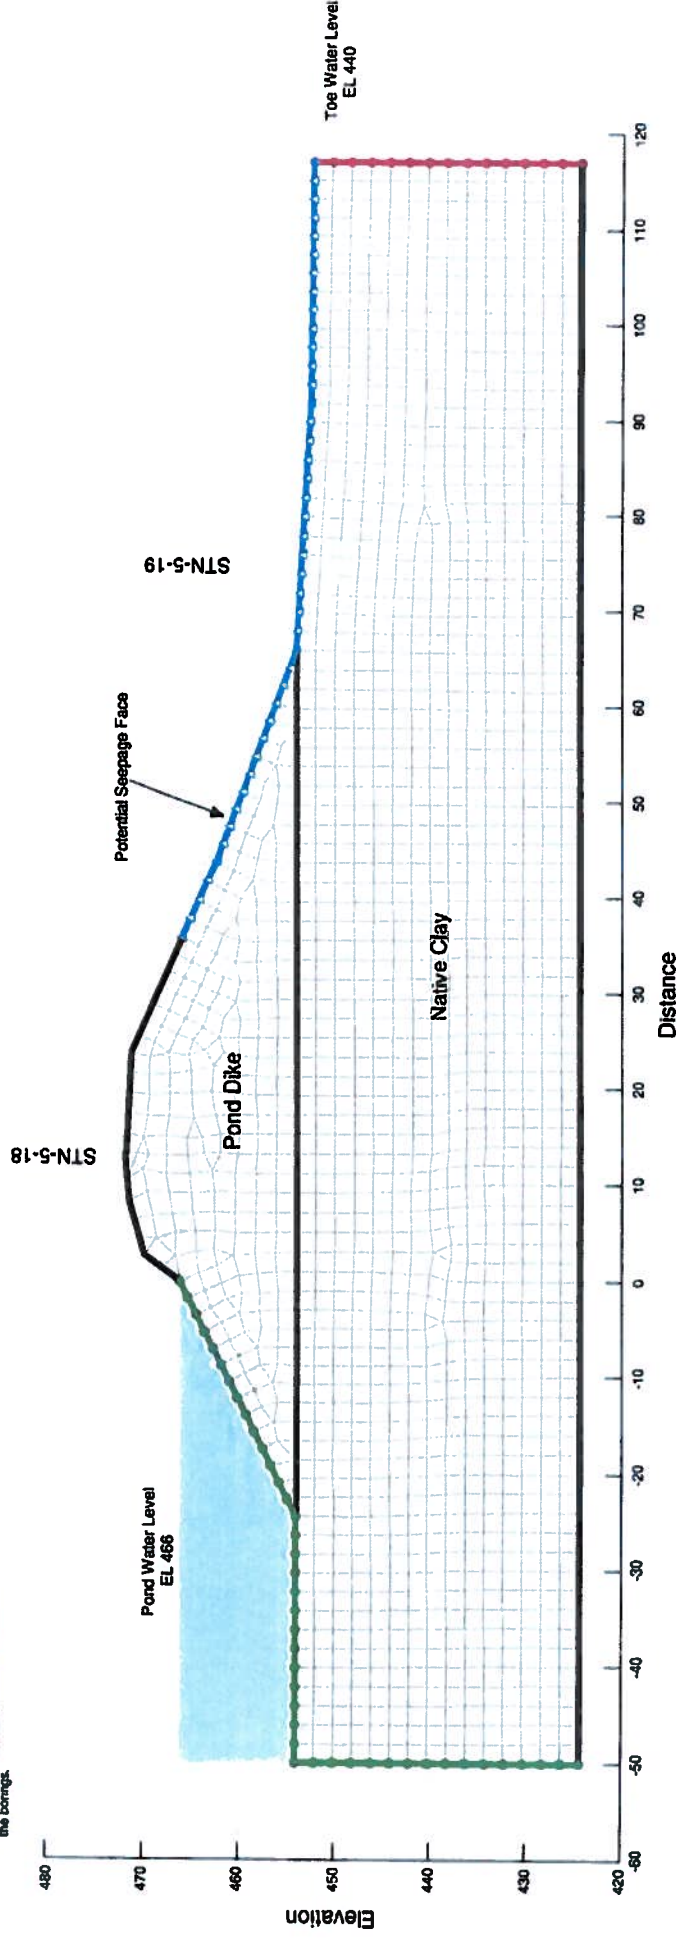 the borings.
STN-5-18
STN-5-19
Pond Water Level
EL 466
Potential Seepage Face
Toe Water Level
EL 440
Pond Dike
Native Clay
Elevation
480
470
460
450
440
430
420
-60
-50
-40
-30
-20
-10
0
10
20
30
40
50
60
70
80
90
100
110
120
Distance